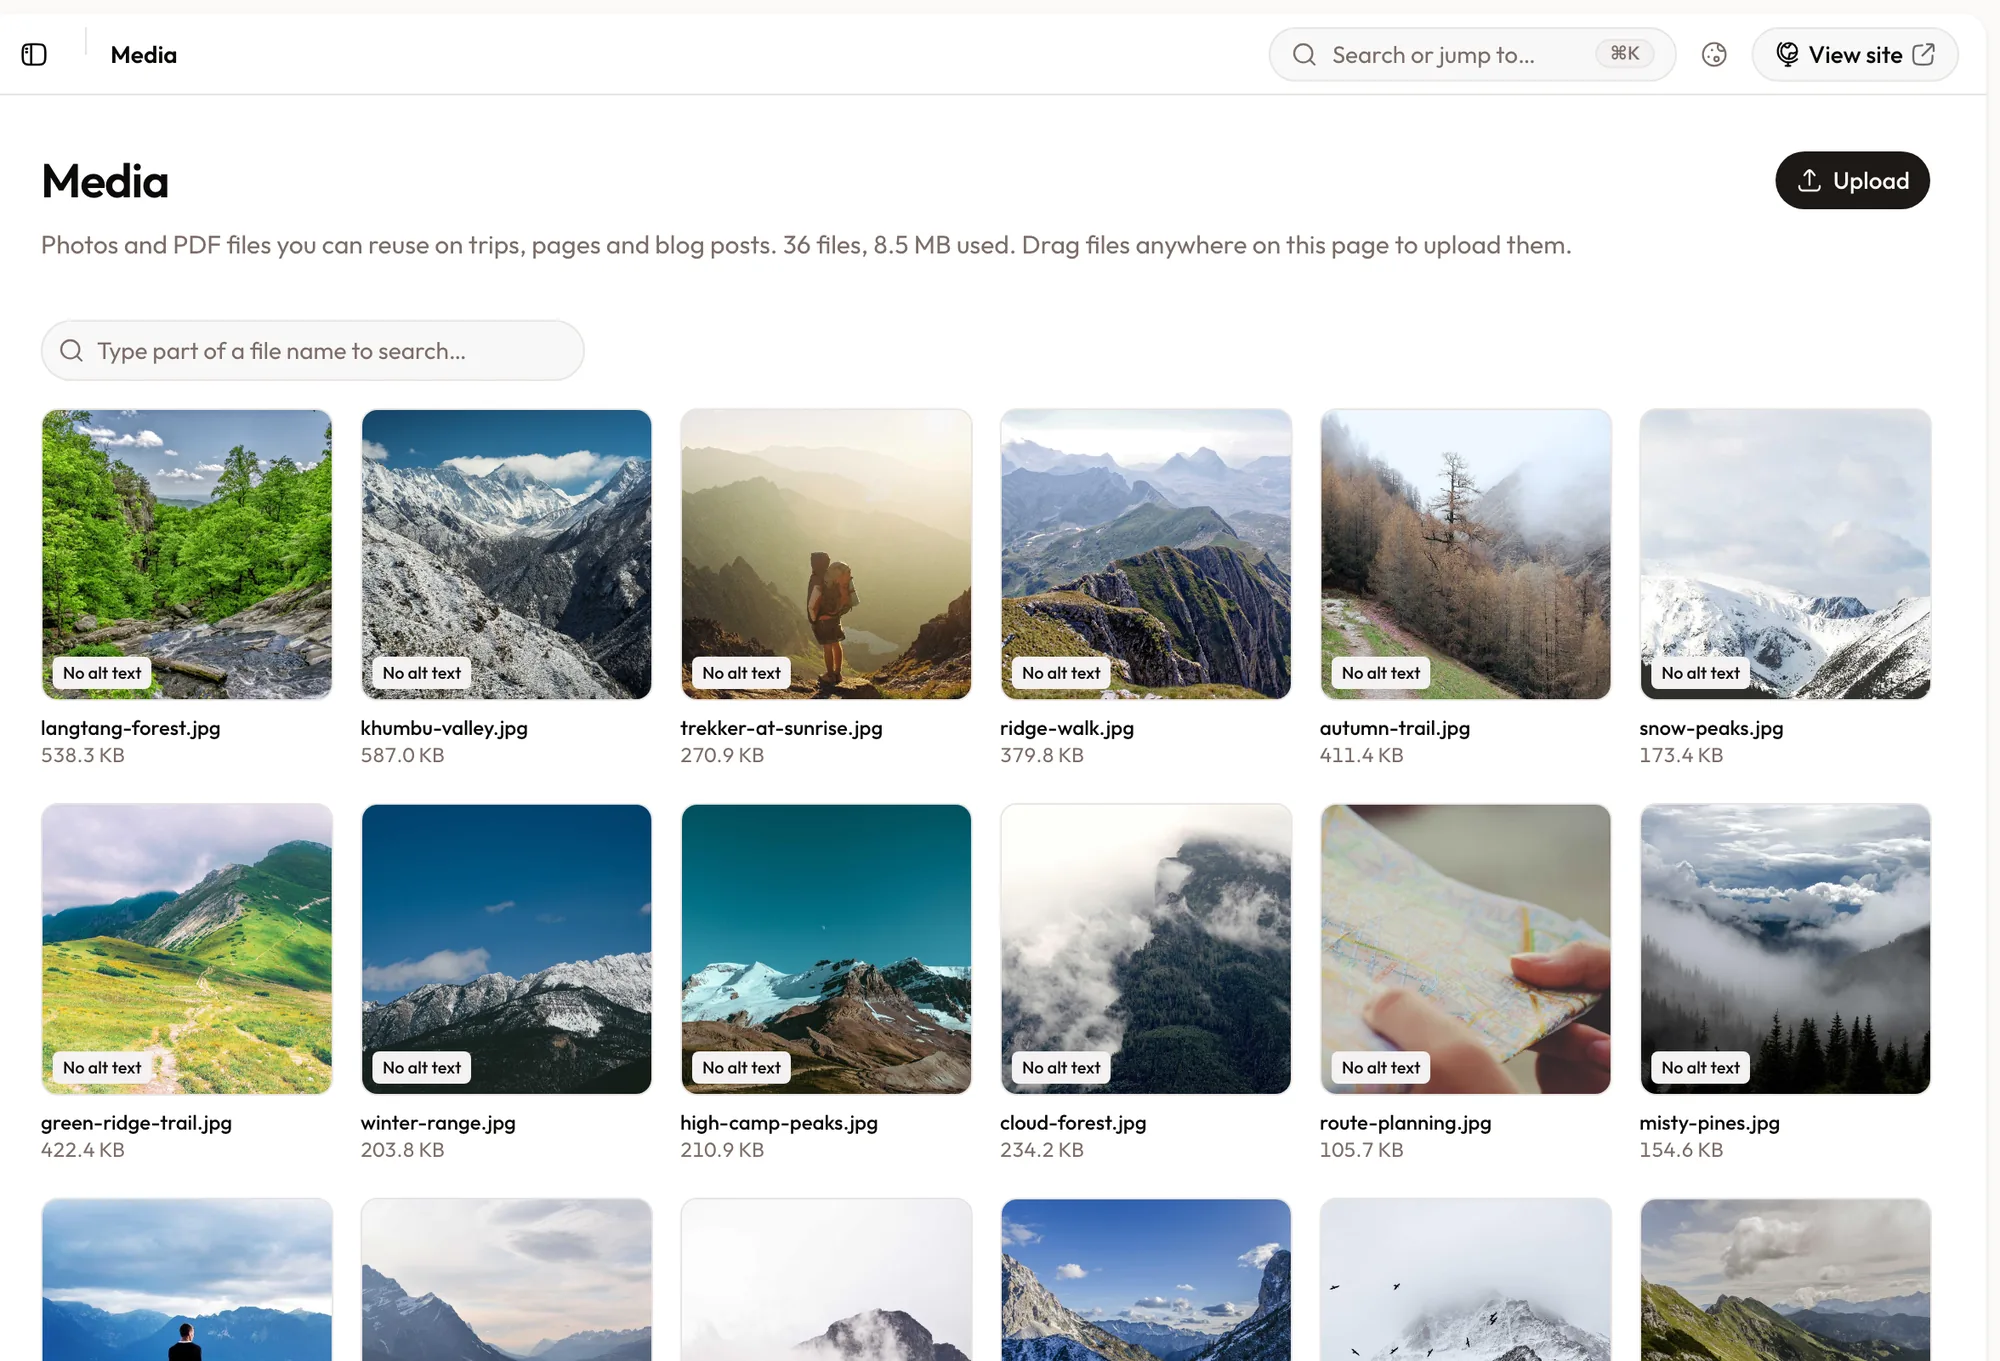 Media
Search or jump to...
⌘K
View site
Media
Upload
Photos and PDF files you can reuse on trips, pages and blog posts. 36 files, 8.5 MB used. Drag files anywhere on this page to upload them.
Type part of a file name to search...
No alt text
No alt text
No alt text
No alt text
No alt text
No alt text
langtang-forest.jpg
khumbu-valley.jpg
trekker-at-sunrise.jpg
ridge-walk.jpg
autumn-trail.jpg
snow-peaks.jpg
538.3 KB
587.0 KB
270.9 KB
379.8 KB
411.4 KB
173.4 KB
No alt text
No alt text
No alt text
No alt text
No alt text
No alt text
green-ridge-trail.jpg
winter-range.jpg
high-camp-peaks.jpg
cloud-forest.jpg
route-planning.jpg
misty-pines.jpg
422.4 KB
203.8 KB
210.9 KB
234.2 KB
105.7 KB
154.6 KB